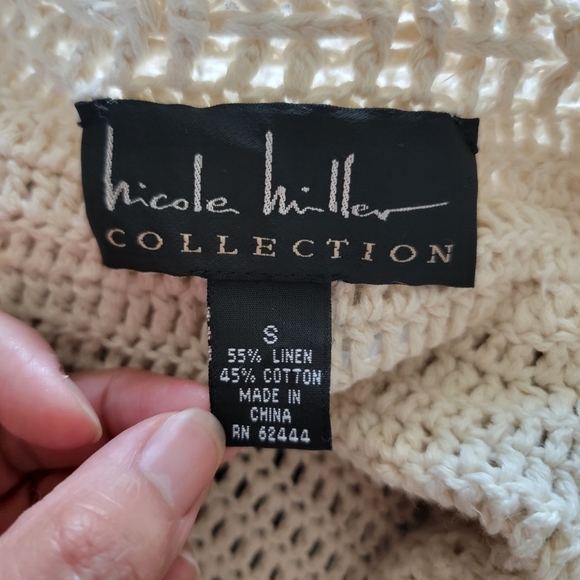 nicole miller
COLLECTION
S
55% LINEN
45% COTTON
MADE IN
CHINA
RN 62444